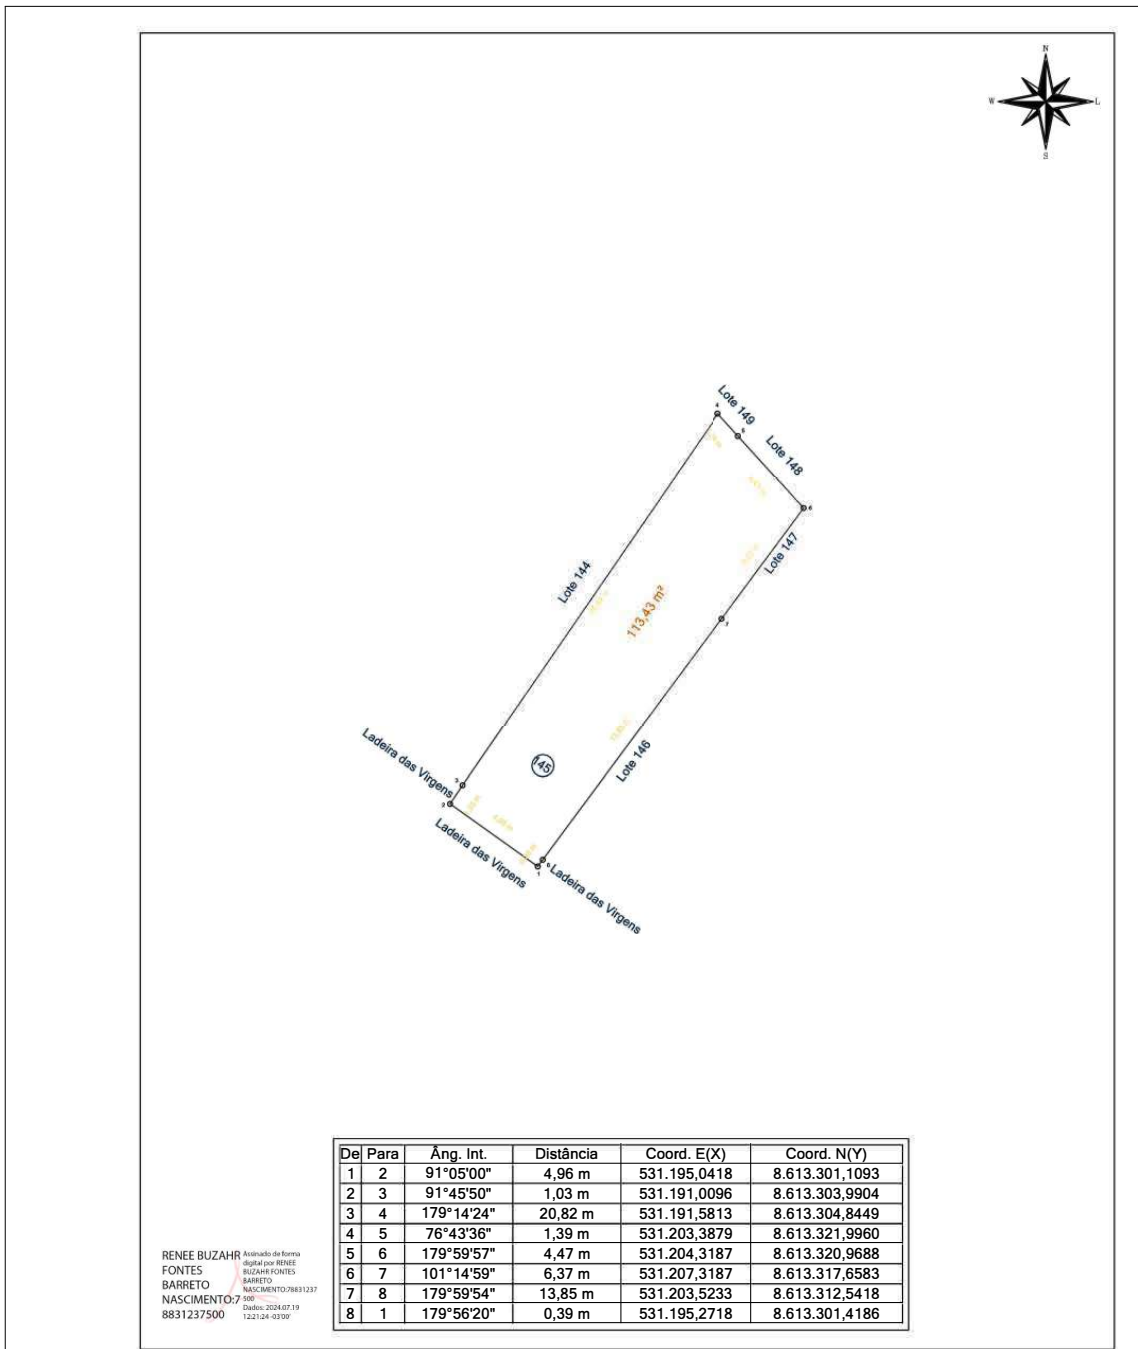 N
W
L
S
Lote 149
4
5
Lote 148
6
Lote 147
Lote 144
113,43 m²
7
Lote 146
Ladeira das Virgens
145
3
2
Ladeira das Virgens
8
1
Ladeira das Virgens
De Para Âng. Int. Distância Coord. E(X) Coord. N(Y)
1 2 91°05'00" 4,96 m 531.195,0418 8.613.301,1093
2 3 91°45'50" 1,03 m 531.191,0096 8.613.303,9904
3 4 179°14'24" 20,82 m 531.191,5813 8.613.304,8449
4 5 76°43'36" 1,39 m 531.203,3879 8.613.321,9960
5 6 179°59'57" 4,47 m 531.204,3187 8.613.320,9688
6 7 101°14'59" 6,37 m 531.207,3187 8.613.317,6583
7 8 179°59'54" 13,85 m 531.203,5233 8.613.312,5418
8 1 179°56'20" 0,39 m 531.195,2718 8.613.301,4186
RENEE BUZAHR
FONTES
BARRETO
NASCIMENTO:7
8831237500
Assinado de forma
digital por RENEE
BUZAHR FONTES
BARRETO
NASCIMENTO:78831237
500
Dados: 2024.07.19
12:21:24 -03'00'